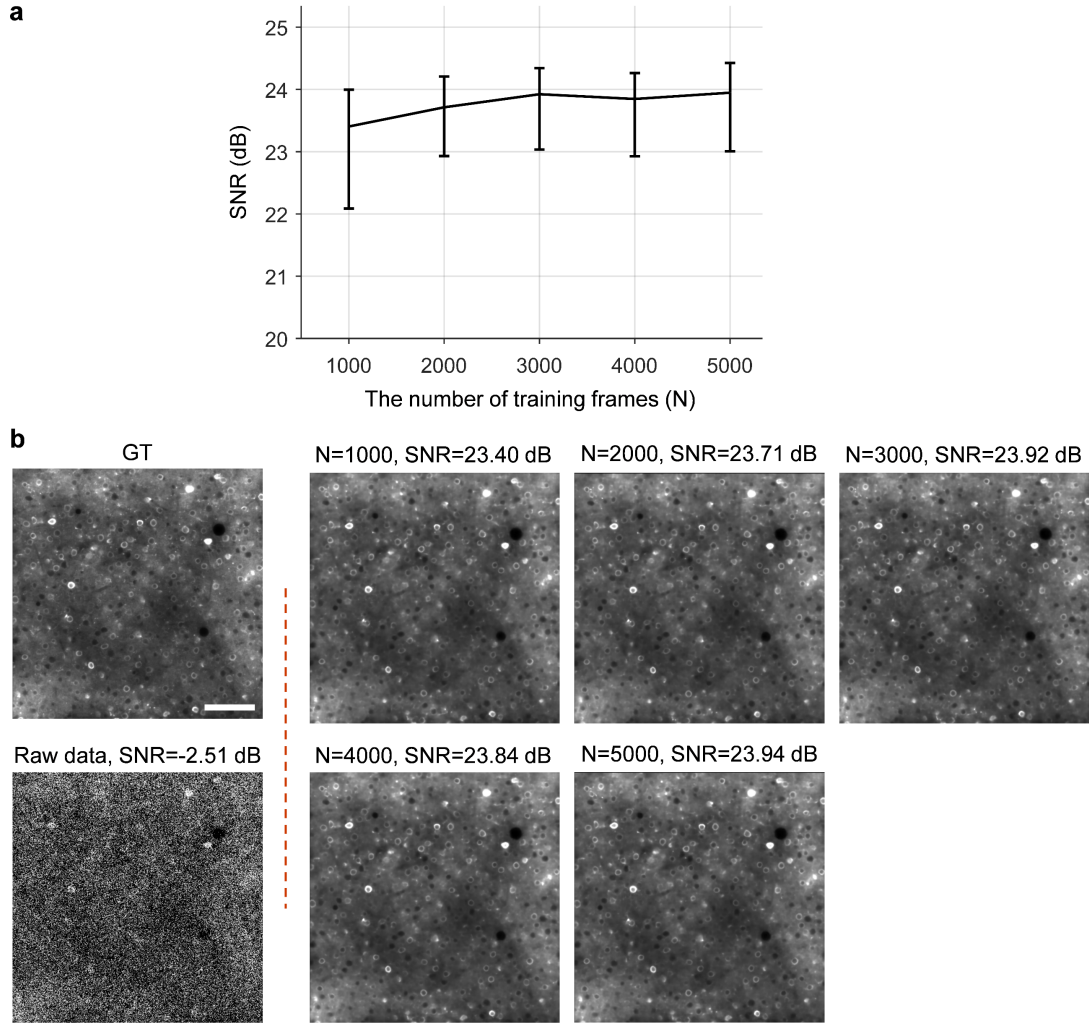 a
25
24
23
22
21
20
SNR (dB)
1000 2000 3000 4000 5000
The number of training frames (N)
b
GT
N=1000, SNR=23.40 dB
N=2000, SNR=23.71 dB
N=3000, SNR=23.92 dB
Raw data, SNR=-2.51 dB
N=4000, SNR=23.84 dB
N=5000, SNR=23.94 dB